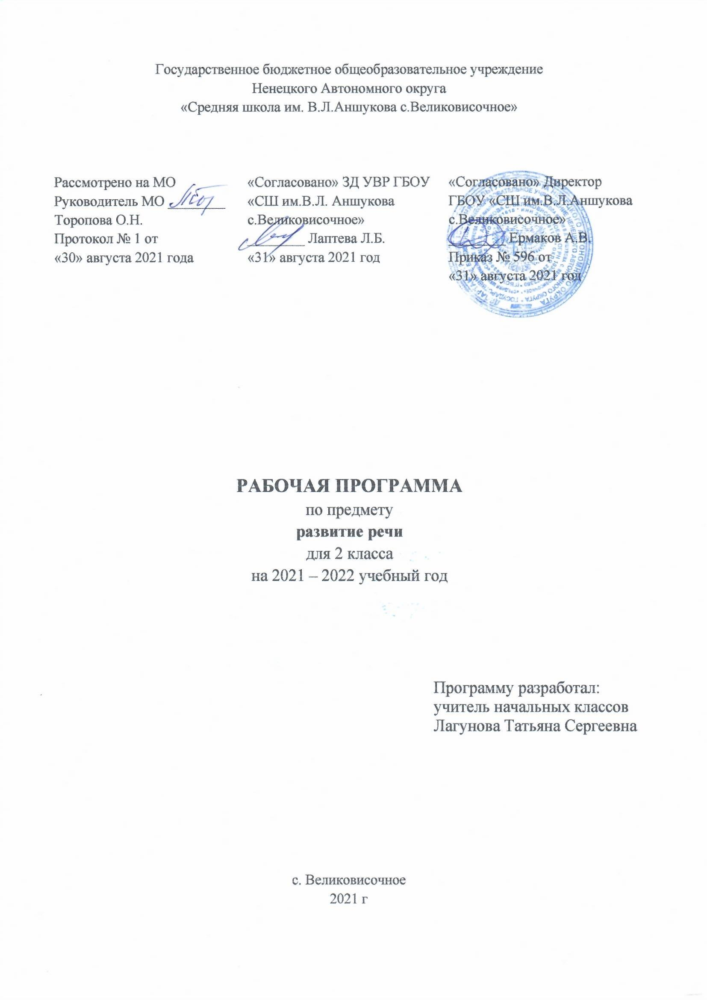 Государственное бюджетное общеобразовательное учреждение
Ненецкого Автономного округа
«Средняя школа им. В.Л.Аншукова с.Великовисочное»
Рассмотрено на МО
Руководитель МО ________
Торопова О.Н.
Протокол № 1 от
«30» августа 2021 года
«Согласовано» ЗД УВР ГБОУ
«СШ им.В.Л. Аншукова
с.Великовисочное»
________ Лаптева Л.Б.
«31» августа 2021 год
«Согласовано» Директор
ГБОУ «СШ им.В.Л.Аншукова
с.Великовисочное»
________ Ермаков А.В.
Приказ № 596 от
«31» августа 2021 год
РАБОЧАЯ ПРОГРАММА
по предмету
развитие речи
для 2 класса
на 2021 – 2022 учебный год
Программу разработал:
учитель начальных классов
Лагунова Татьяна Сергеевна
с. Великовисочное
2021 г